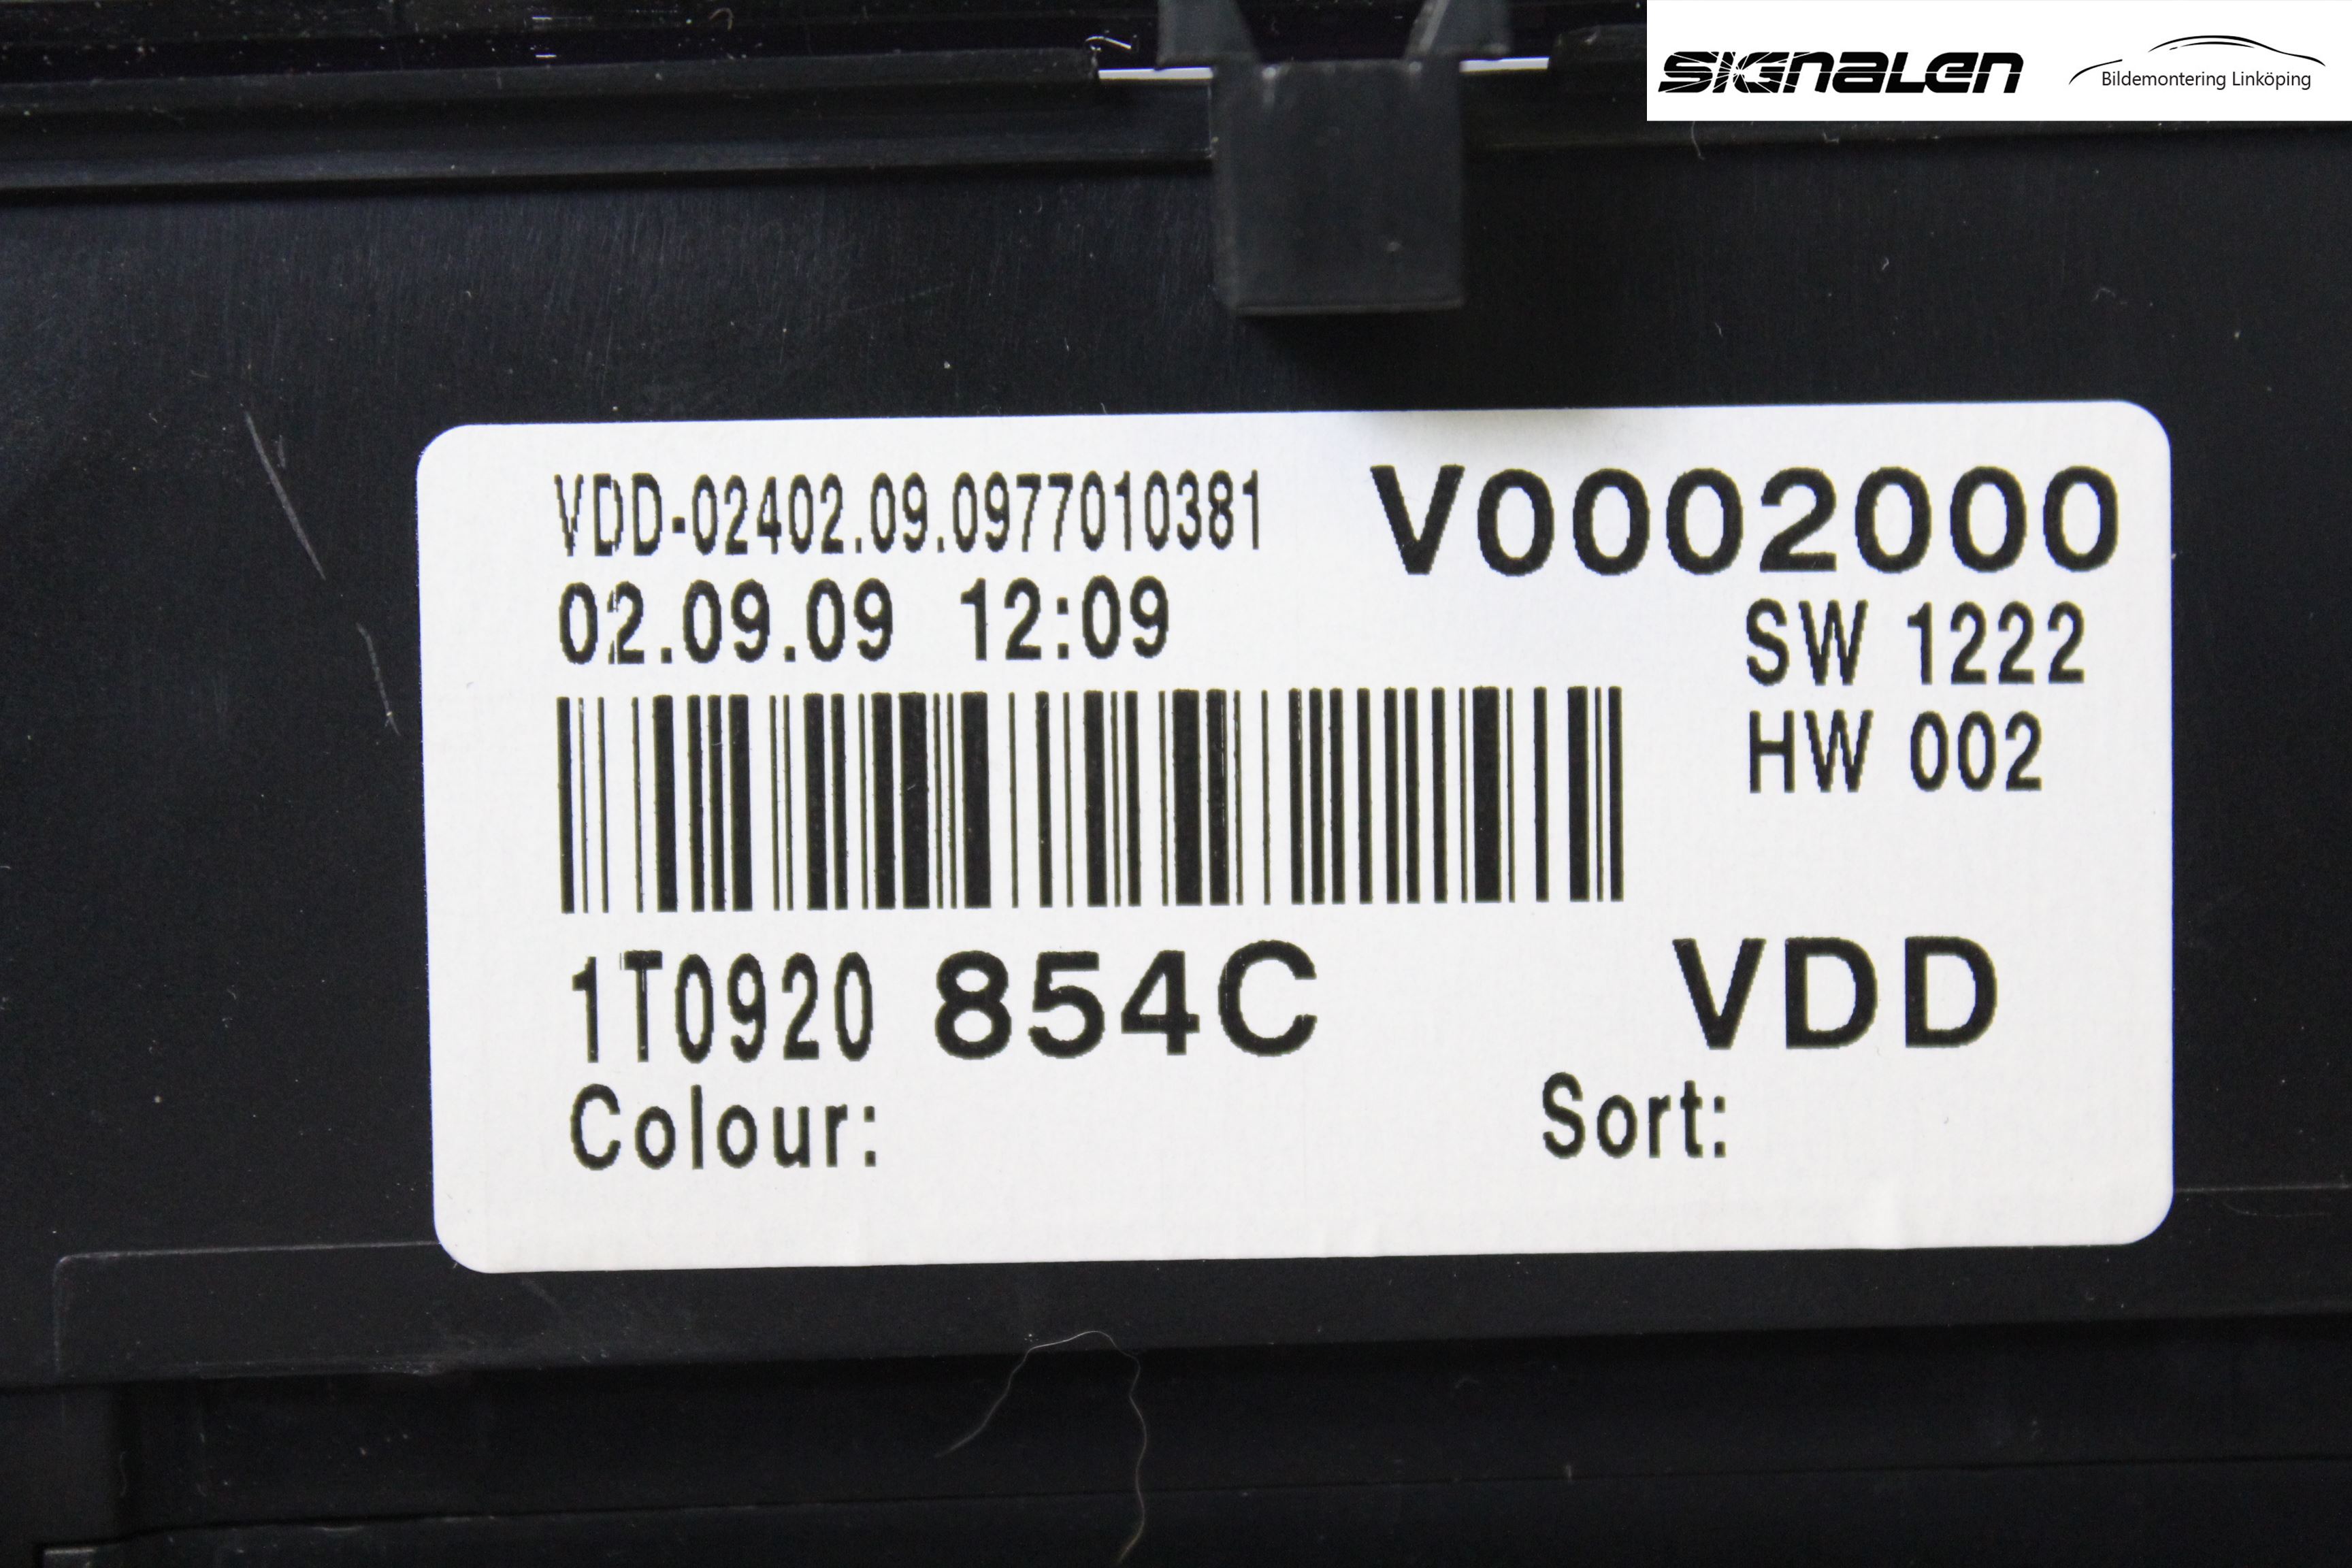 SIGNALEN
Bildemontering Linköping
VDD-02402.09.0977010381
V0002000
02.09.09 12:09
SW 1222
HW 002
1T0920 854C
VDD
Colour:
Sort: